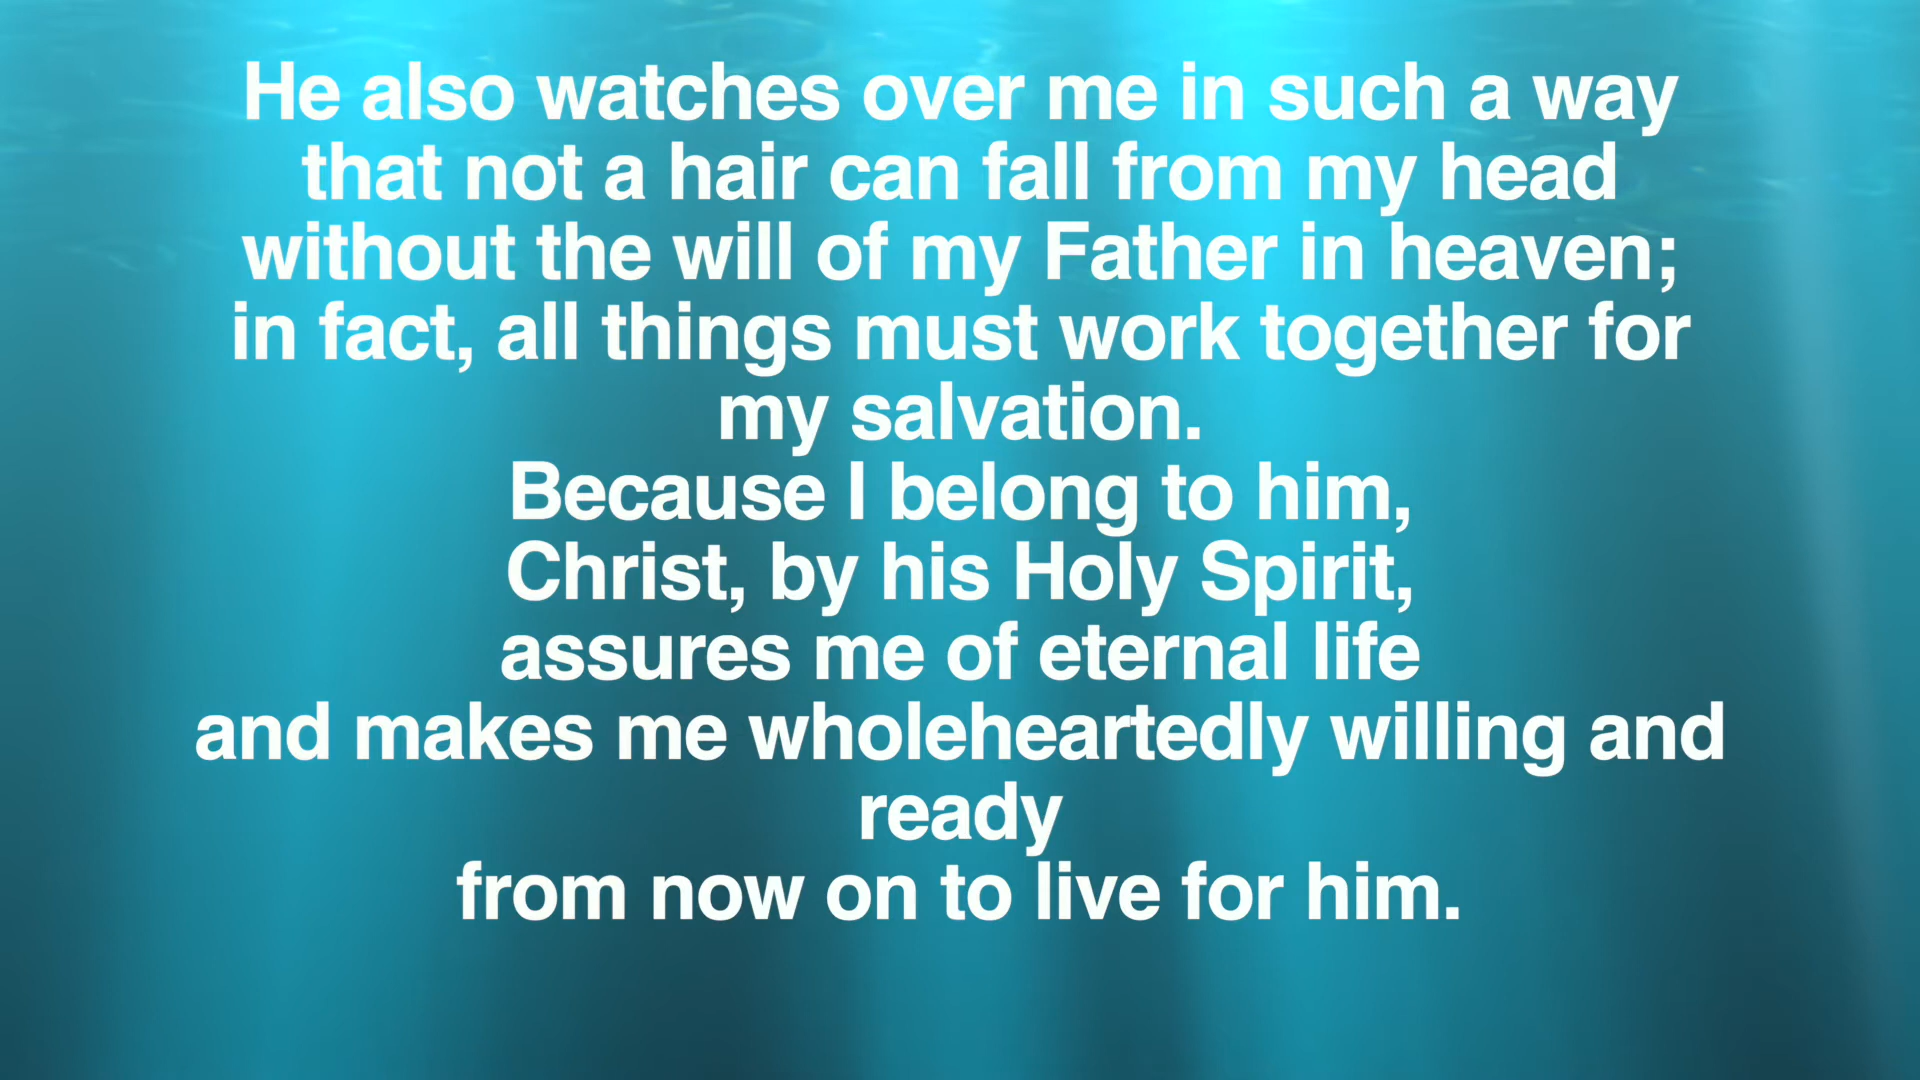 He also watches over me in such a way
that not a hair can fall from my head
without the will of my Father in heaven;
in fact, all things must work together for
my salvation.
Because I belong to him,
Christ, by his Holy Spirit,
assures me of eternal life
and makes me wholeheartedly willing and
ready
from now on to live for him.